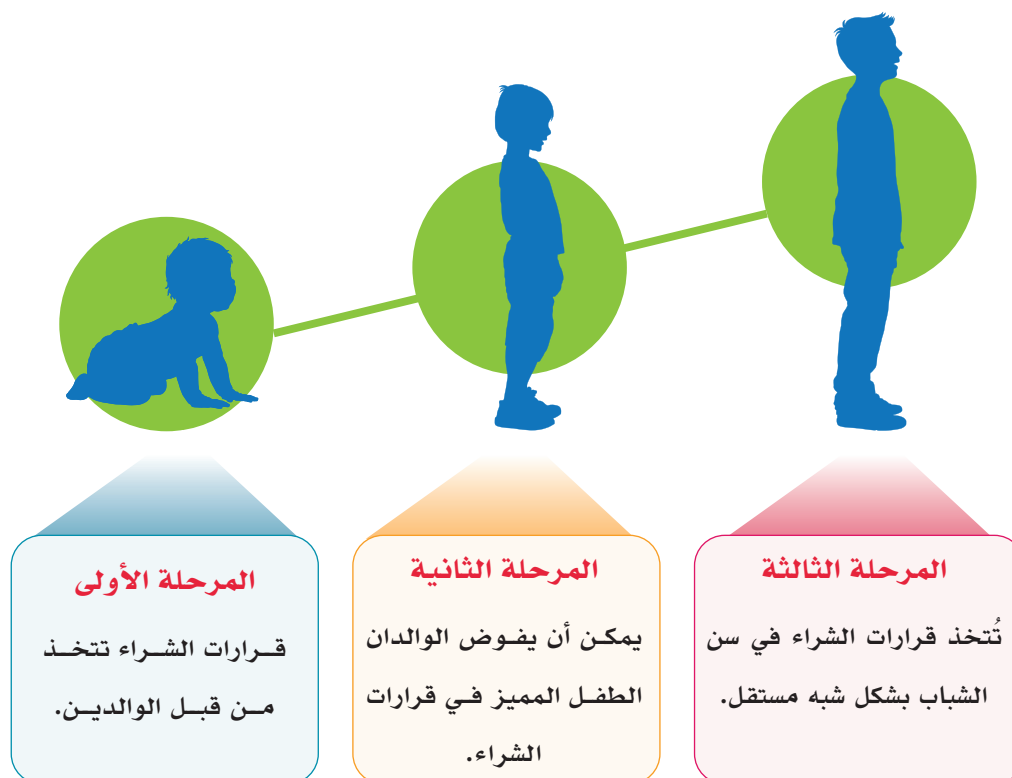 المرحلة الأولى
قرارات الشراء تتخذ
من قبل الوالدين.
المرحلة الثانية
يمكن أن يفوض الوالدان
الطفل المميز في قرارات
الشراء.
المرحلة الثالثة
تُتخذ قرارات الشراء في سن
الشباب بشكل شبه مستقل.